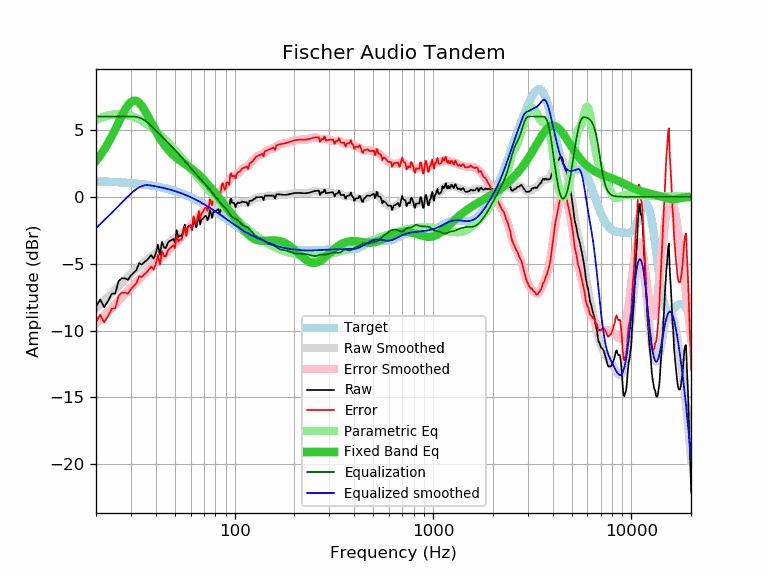 Fischer Audio Tandem
5
0
−5
−10
−15
−20
Amplitude (dBr)
Target
Raw Smoothed
Error Smoothed
Raw
Error
Parametric Eq
Fixed Band Eq
Equalization
Equalized smoothed
100 1000 10000
Frequency (Hz)